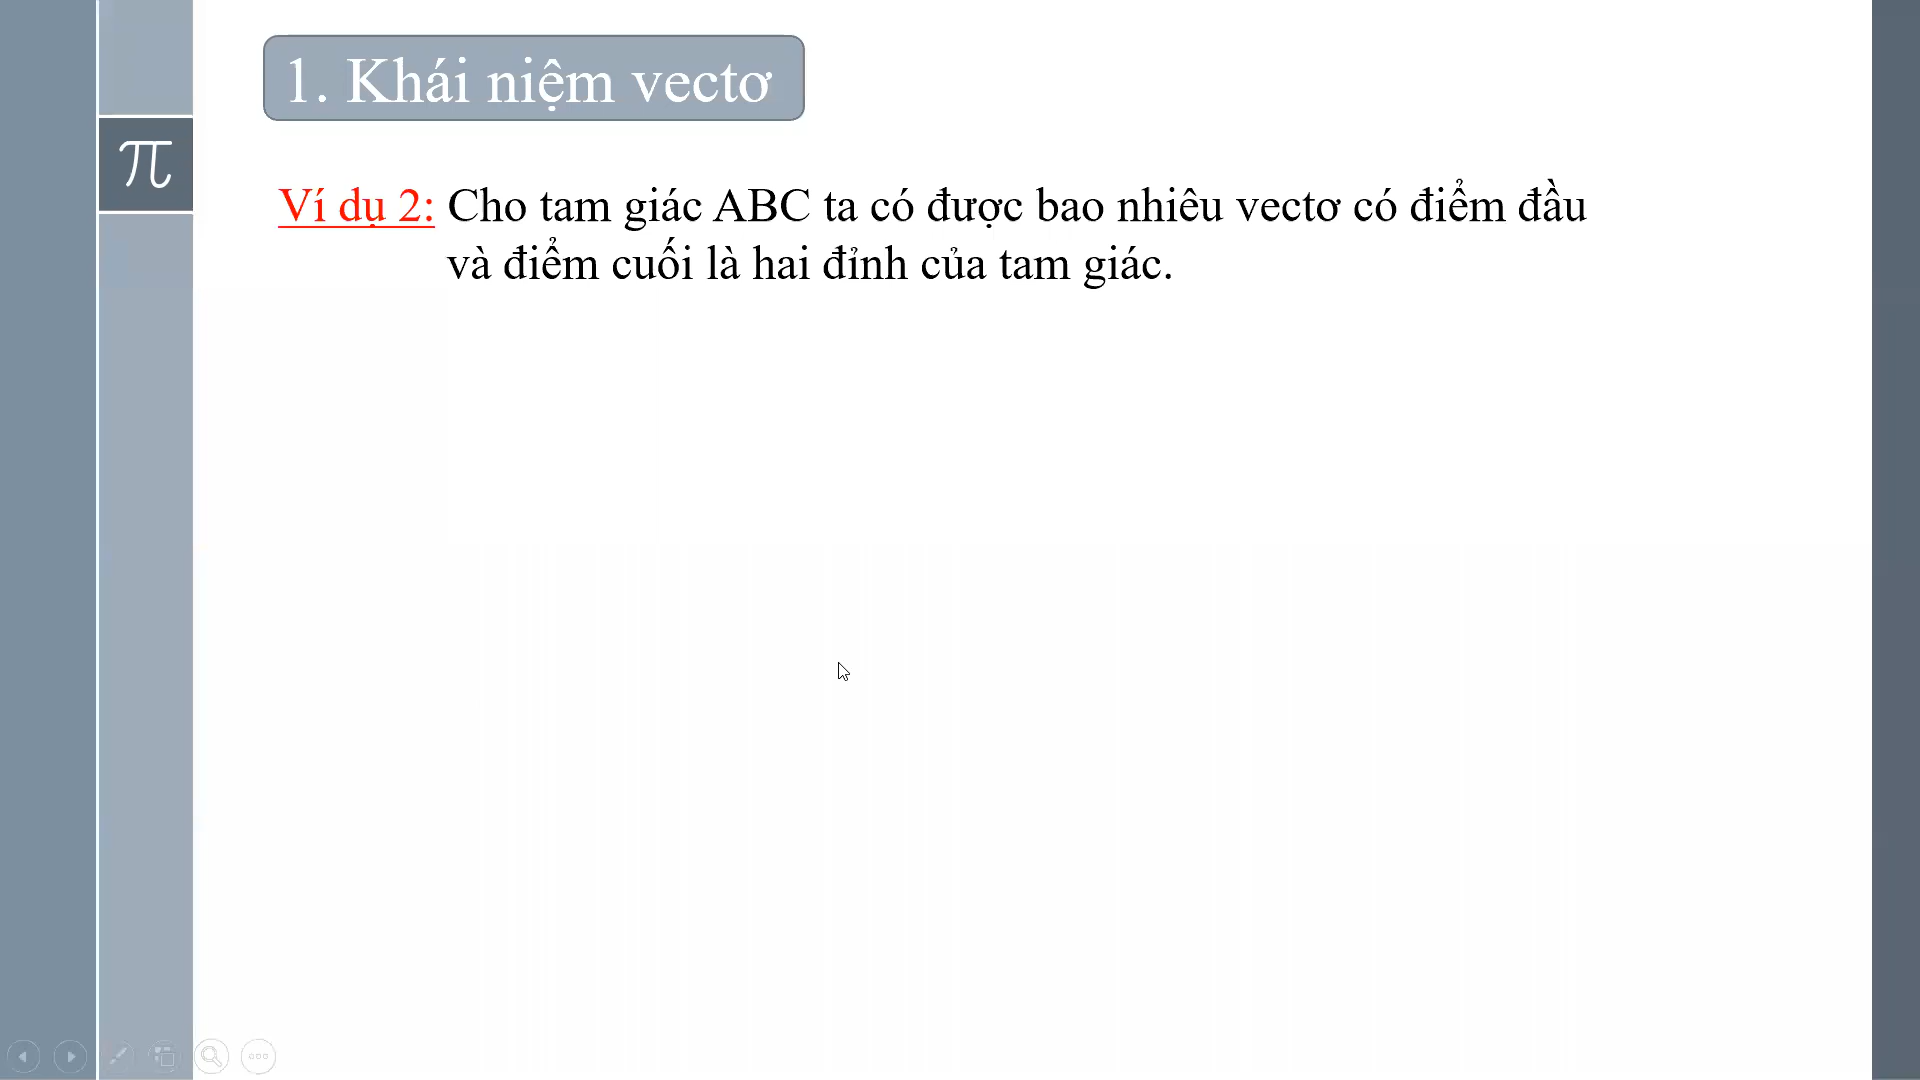 1. Khái niệm vectơ
π
Ví dụ 2: Cho tam giác ABC ta có được bao nhiêu vectơ có điểm đầu
và điểm cuối là hai đỉnh của tam giác.